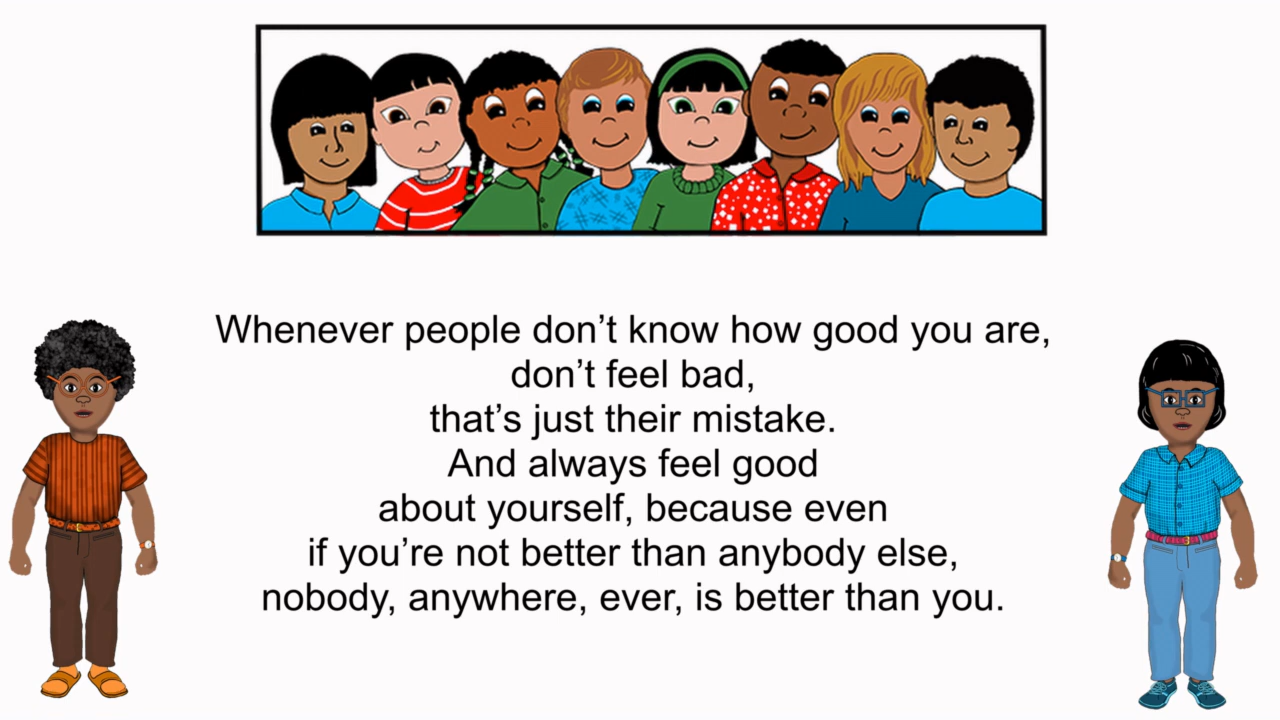 Whenever people don’t know how good you are,
don’t feel bad,
that’s just their mistake.
And always feel good
about yourself, because even
if you’re not better than anybody else,
nobody, anywhere, ever, is better than you.